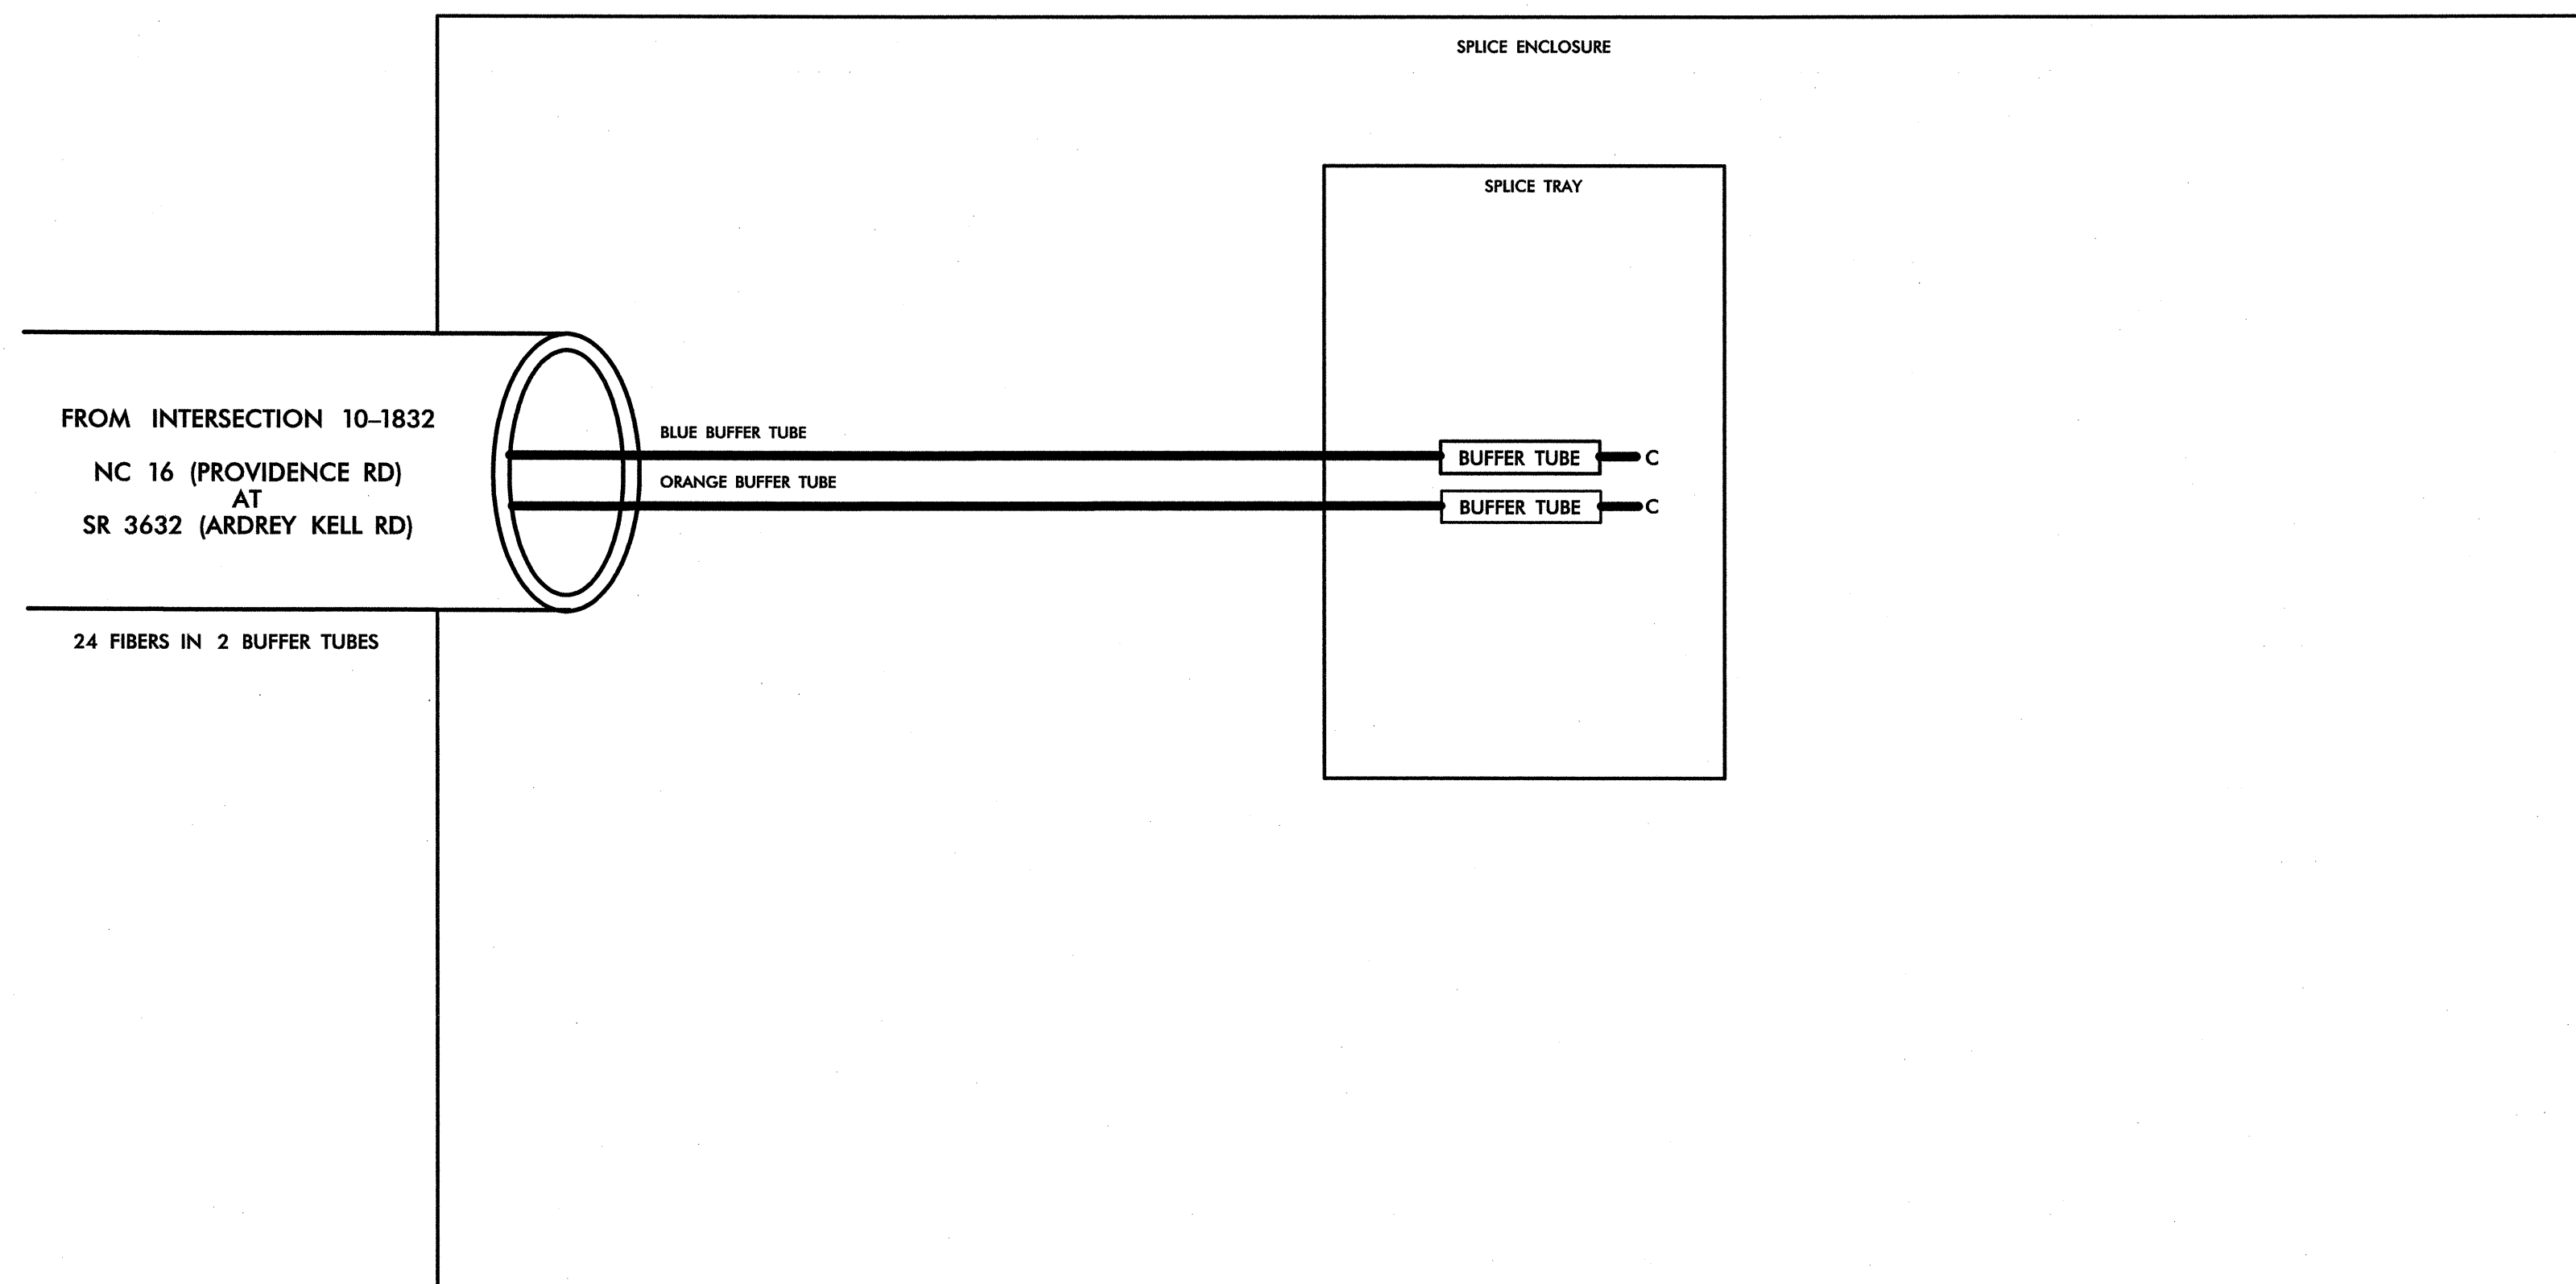 SPLICE ENCLOSURE
SPLICE TRAY
FROM INTERSECTION 10–1832
NC 16 (PROVIDENCE RD)
AT
SR 3632 (ARDREY KELL RD)
24 FIBERS IN 2 BUFFER TUBES
BLUE BUFFER TUBE
BUFFER TUBE C
ORANGE BUFFER TUBE
BUFFER TUBE C